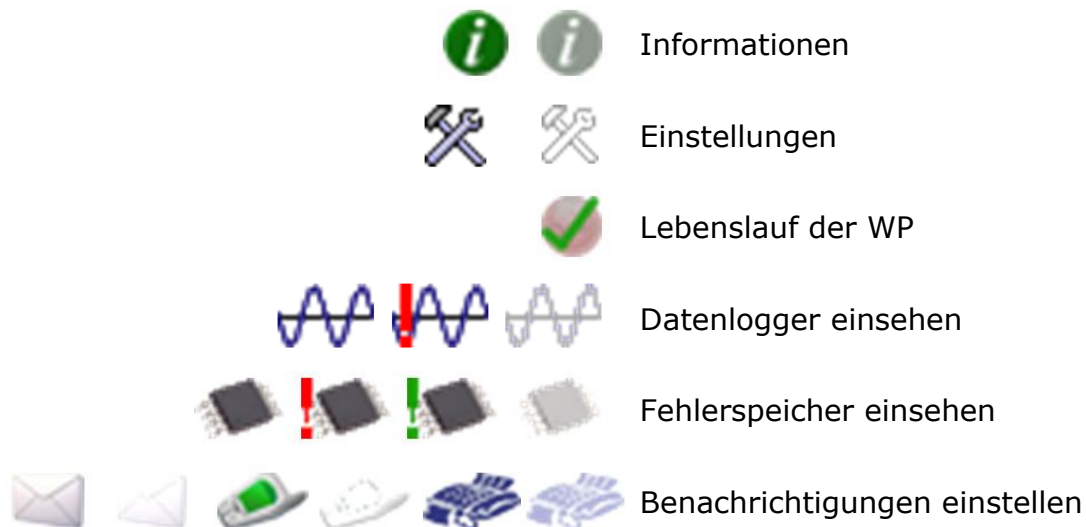 Informationen
Einstellungen
Lebenslauf der WP
Datenlogger einsehen
Fehlerspeicher einsehen
Benachrichtigungen einstellen